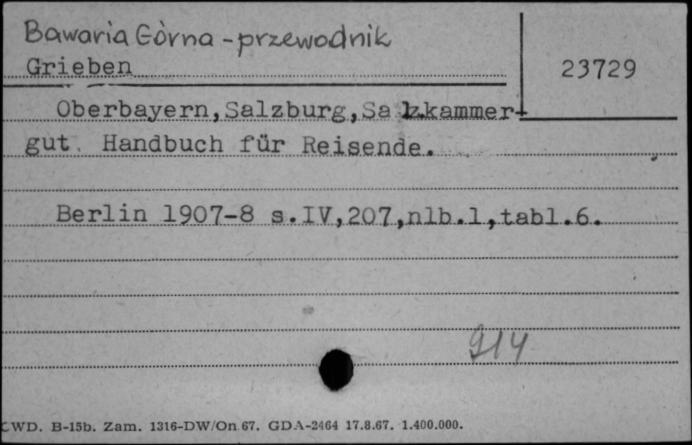 Bawaria Górna - przewodnik
Grieben
23729
Oberbayern, Salzburg, Salzkammer-
gut. Handbuch für Reisende.
Berlin 1907-8 s.IV,207,nlb.1,tabl.6.
914
CWD. B-15b. Zam. 1316-DW/On 67. GDA-2464 17.8.67. 1.400.000.